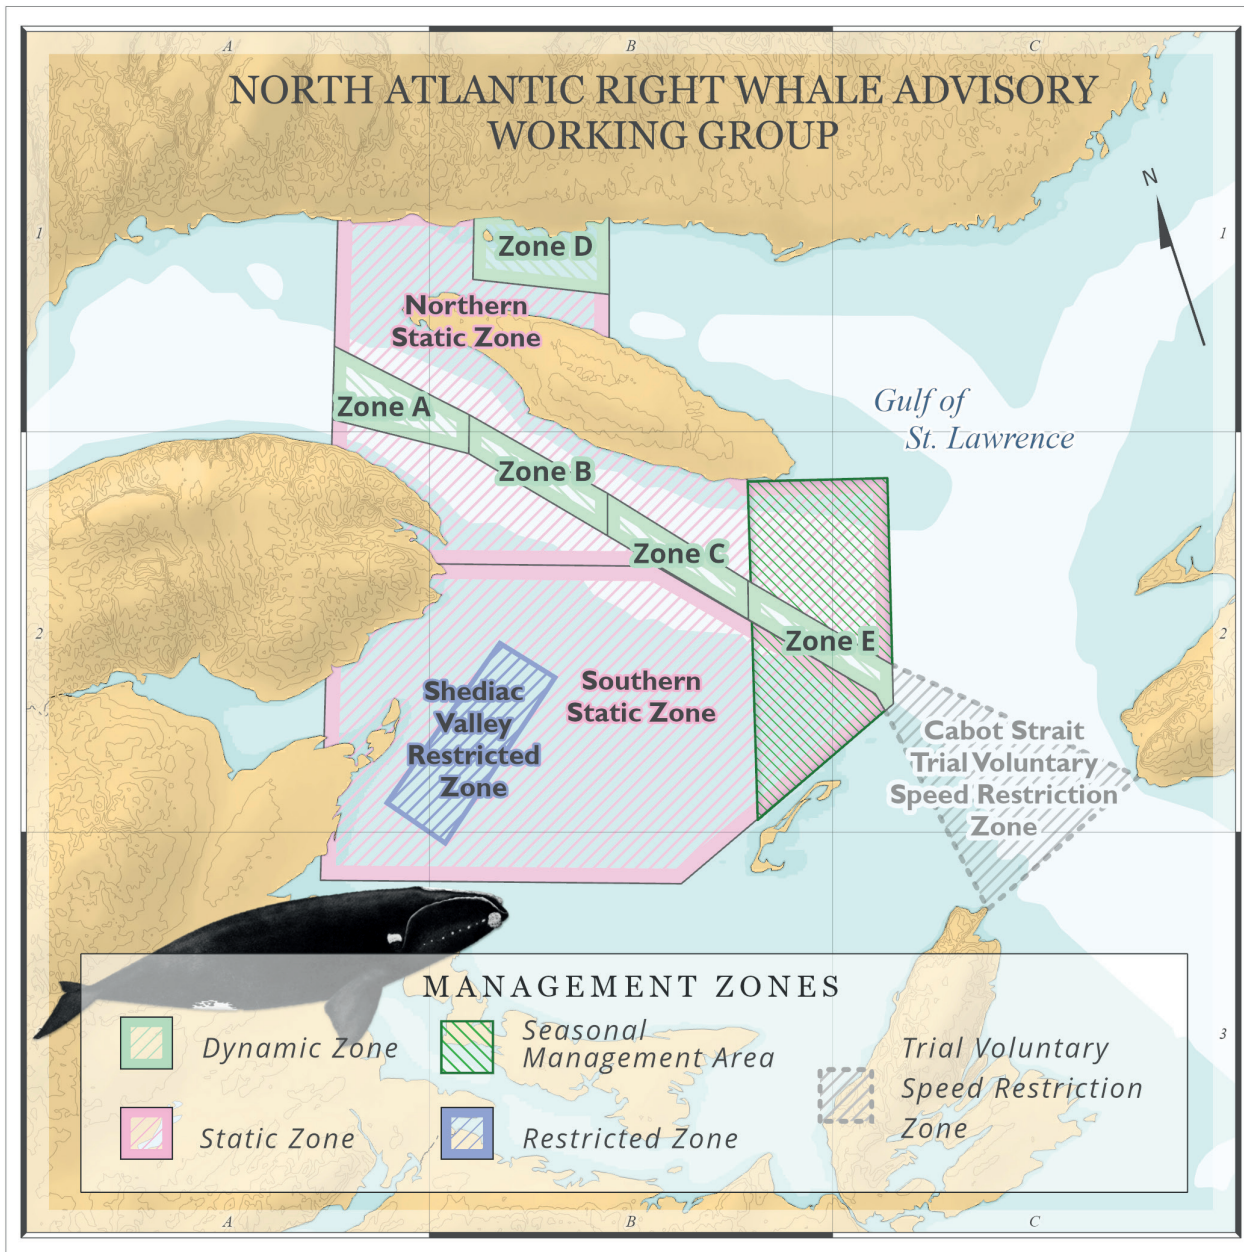 A
B
C
NORTH ATLANTIC RIGHT WHALE ADVISORY
WORKING GROUP
N
1
1
Zone D
Northern
Static Zone
Zone A
Gulf of
St. Lawrence
Zone B
Zone C
2
2
Zone E
Shediac
Valley
Restricted
Zone
Southern
Static Zone
Cabot Strait
Trial Voluntary
Speed Restriction
Zone
MANAGEMENT ZONES
Dynamic Zone
Static Zone
Seasonal
Management Area
Restricted Zone
Trial Voluntary
Speed Restriction
Zone
3
A
B
C